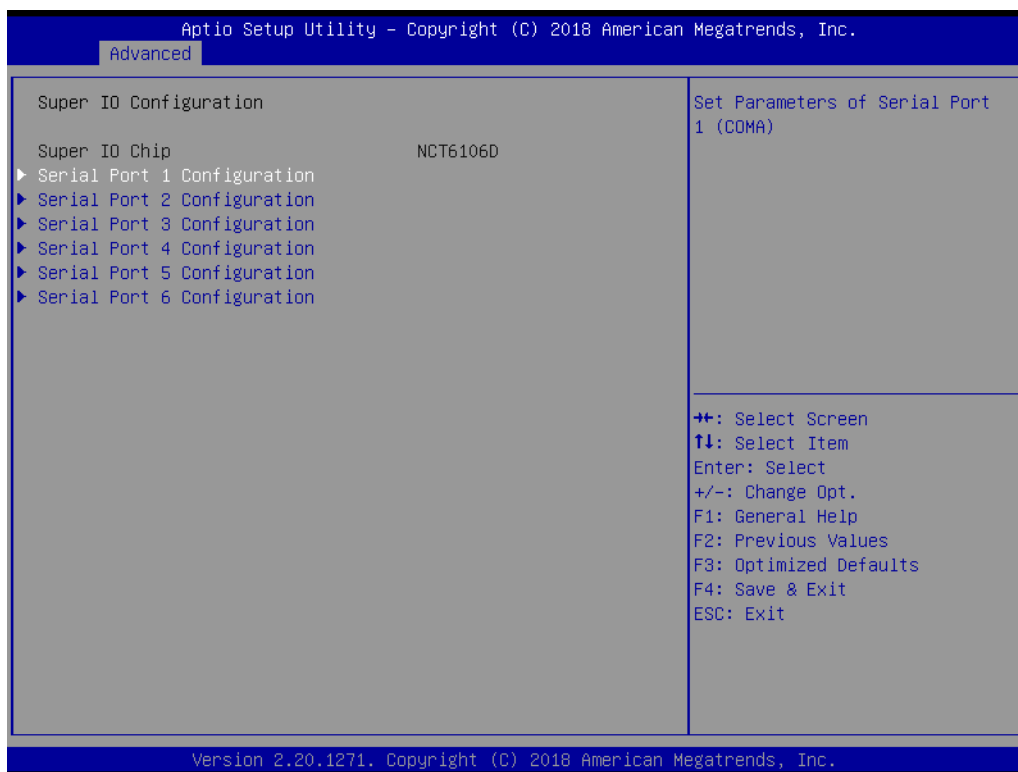 Aptio Setup Utility – Copyright (C) 2018 American Megatrends, Inc.
Advanced
Super IO Configuration
Super IO Chip NCT6106D
▶ Serial Port 1 Configuration
▶ Serial Port 2 Configuration
▶ Serial Port 3 Configuration
▶ Serial Port 4 Configuration
▶ Serial Port 5 Configuration
▶ Serial Port 6 Configuration
Set Parameters of Serial Port
1 (COMA)
→←: Select Screen
↑↓: Select Item
Enter: Select
+/-: Change Opt.
F1: General Help
F2: Previous Values
F3: Optimized Defaults
F4: Save & Exit
ESC: Exit
Version 2.20.1271. Copyright (C) 2018 American Megatrends, Inc.